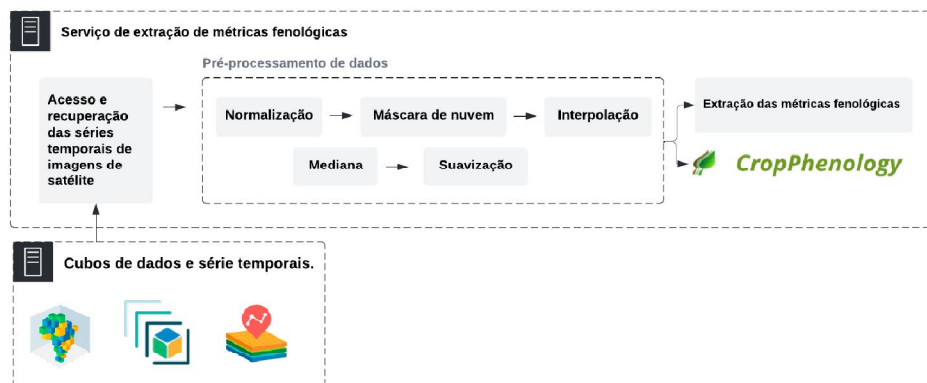 Serviço de extração de métricas fenológicas
Pré-processamento de dados
Acesso e
recuperação
das séries
temporais de
imagens de
satélite
Normalização
Máscara de nuvem
Interpolação
Mediana
Suavização
Extração das métricas fenológicas
CropPhenology
Cubos de dados e série temporais.